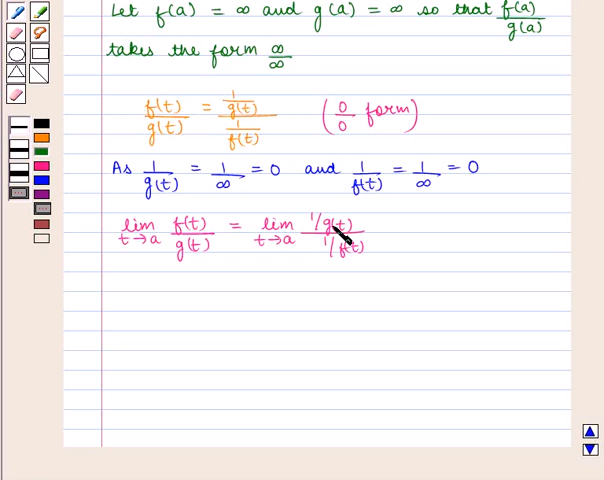 Let f(a) = ∞ and g(a) = ∞ so that f(a)/g(a)
takes the form ∞/∞
f(t)/g(t) = (1/g(t))/(1/f(t)) (0/0 form)
As 1/g(t) = 1/∞ = 0 and 1/f(t) = 1/∞ = 0
lim t→a f(t)/g(t) = lim t→a (1/g(t))/(1/f(t))